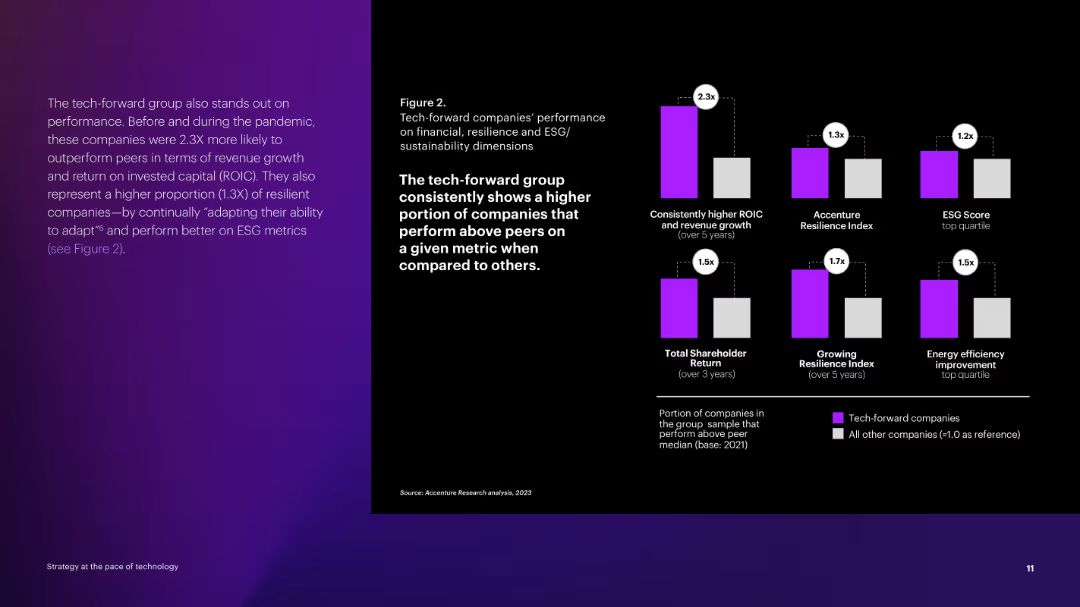 The tech-forward group also stands out on
performance. Before and during the pandemic,
these companies were 2.3X more likely to
outperform peers in terms of revenue growth
and return on invested capital (ROIC). They also
represent a higher proportion (1.3X) of resilient
companies—by continually “adapting their ability
to adapt”⁶ and perform better on ESG metrics
(see Figure 2).
Figure 2.
Tech-forward companies’ performance
on financial, resilience and ESG/
sustainability dimensions
The tech-forward group
consistently shows a higher
portion of companies that
perform above peers on
a given metric when
compared to others.
2.3x
Consistently higher ROIC
and revenue growth
(over 5 years)
1.3x
Accenture
Resilience Index
1.2x
ESG Score
top quartile
1.5x
Total Shareholder
Return
(over 3 years)
1.7x
Growing
Resilience Index
(over 5 years)
1.5x
Energy efficiency
improvement
top quartile
Portion of companies in
the group sample that
perform above peer
median (base: 2021)
Tech-forward companies
All other companies (=1.0 as reference)
Source: Accenture Research analysis, 2023
Strategy at the pace of technology
11